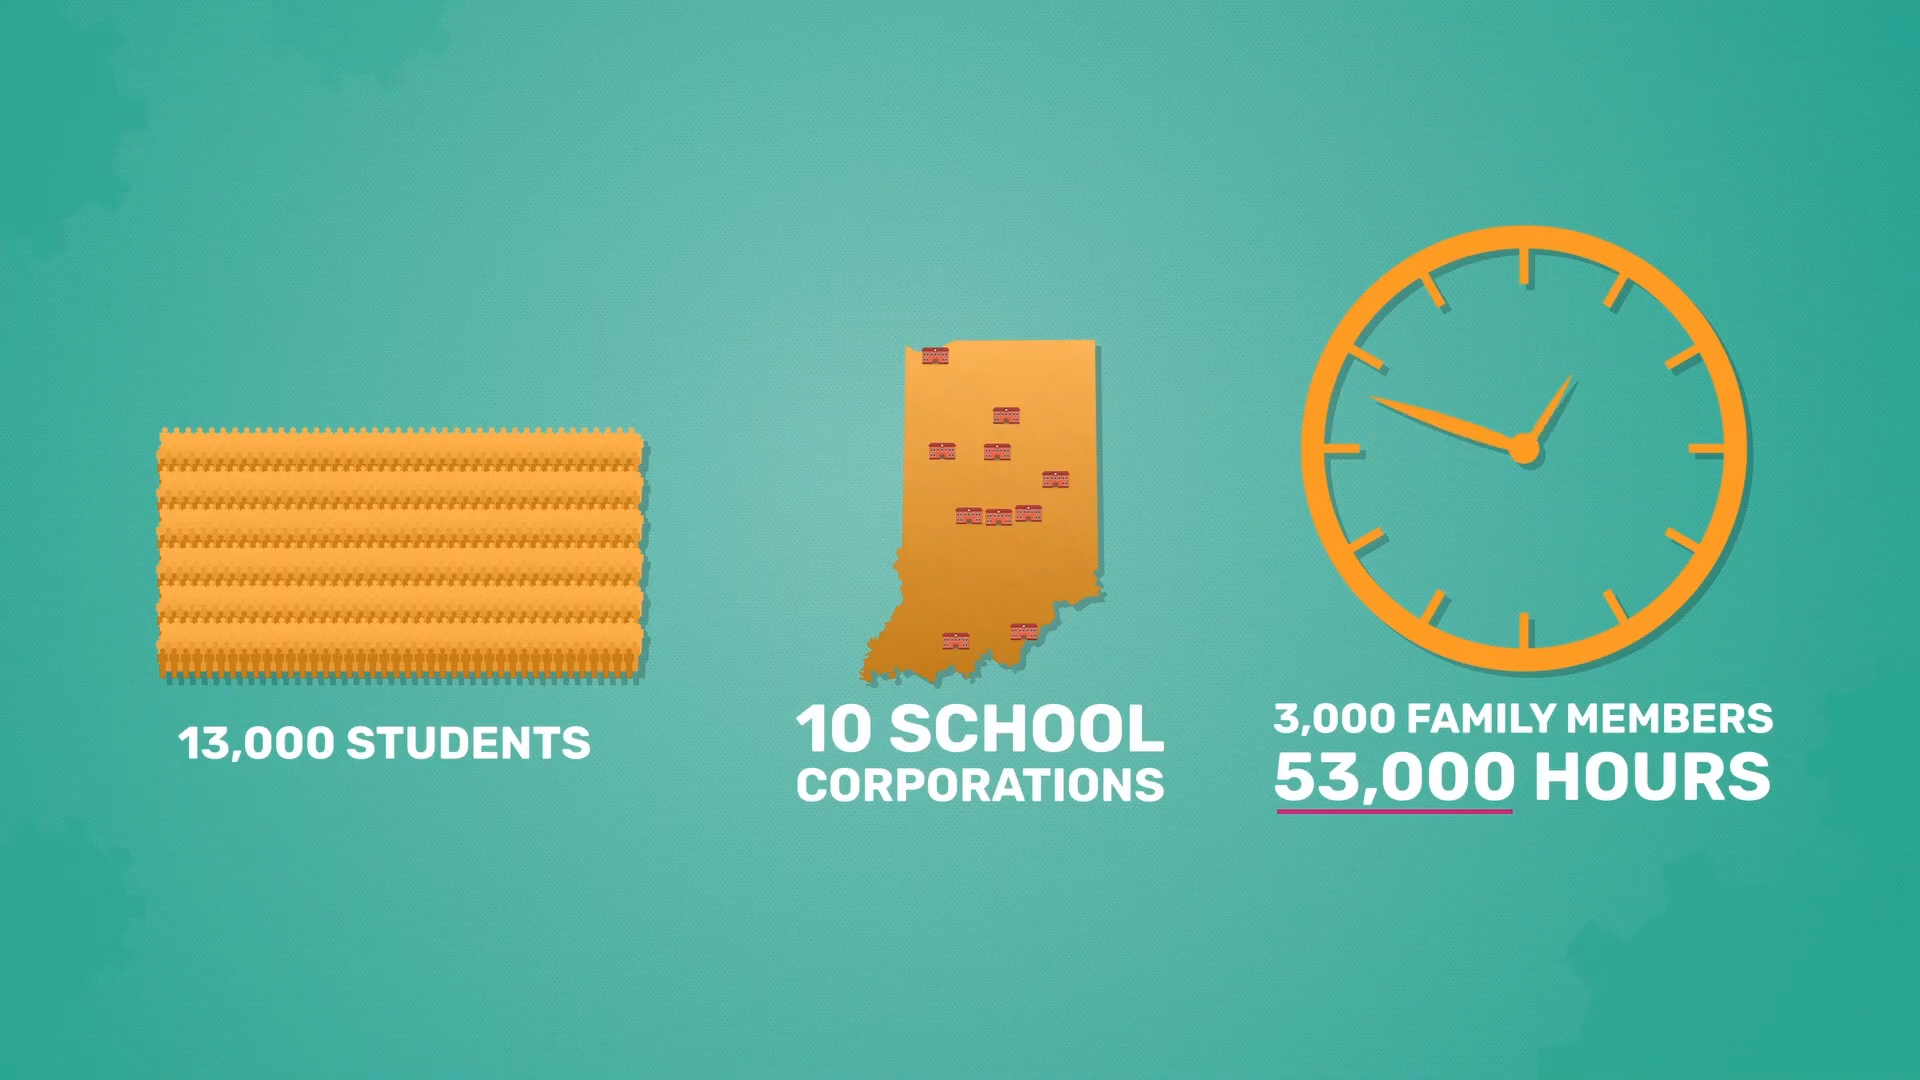 13,000 STUDENTS
10 SCHOOL
CORPORATIONS
3,000 FAMILY MEMBERS
53,000 HOURS